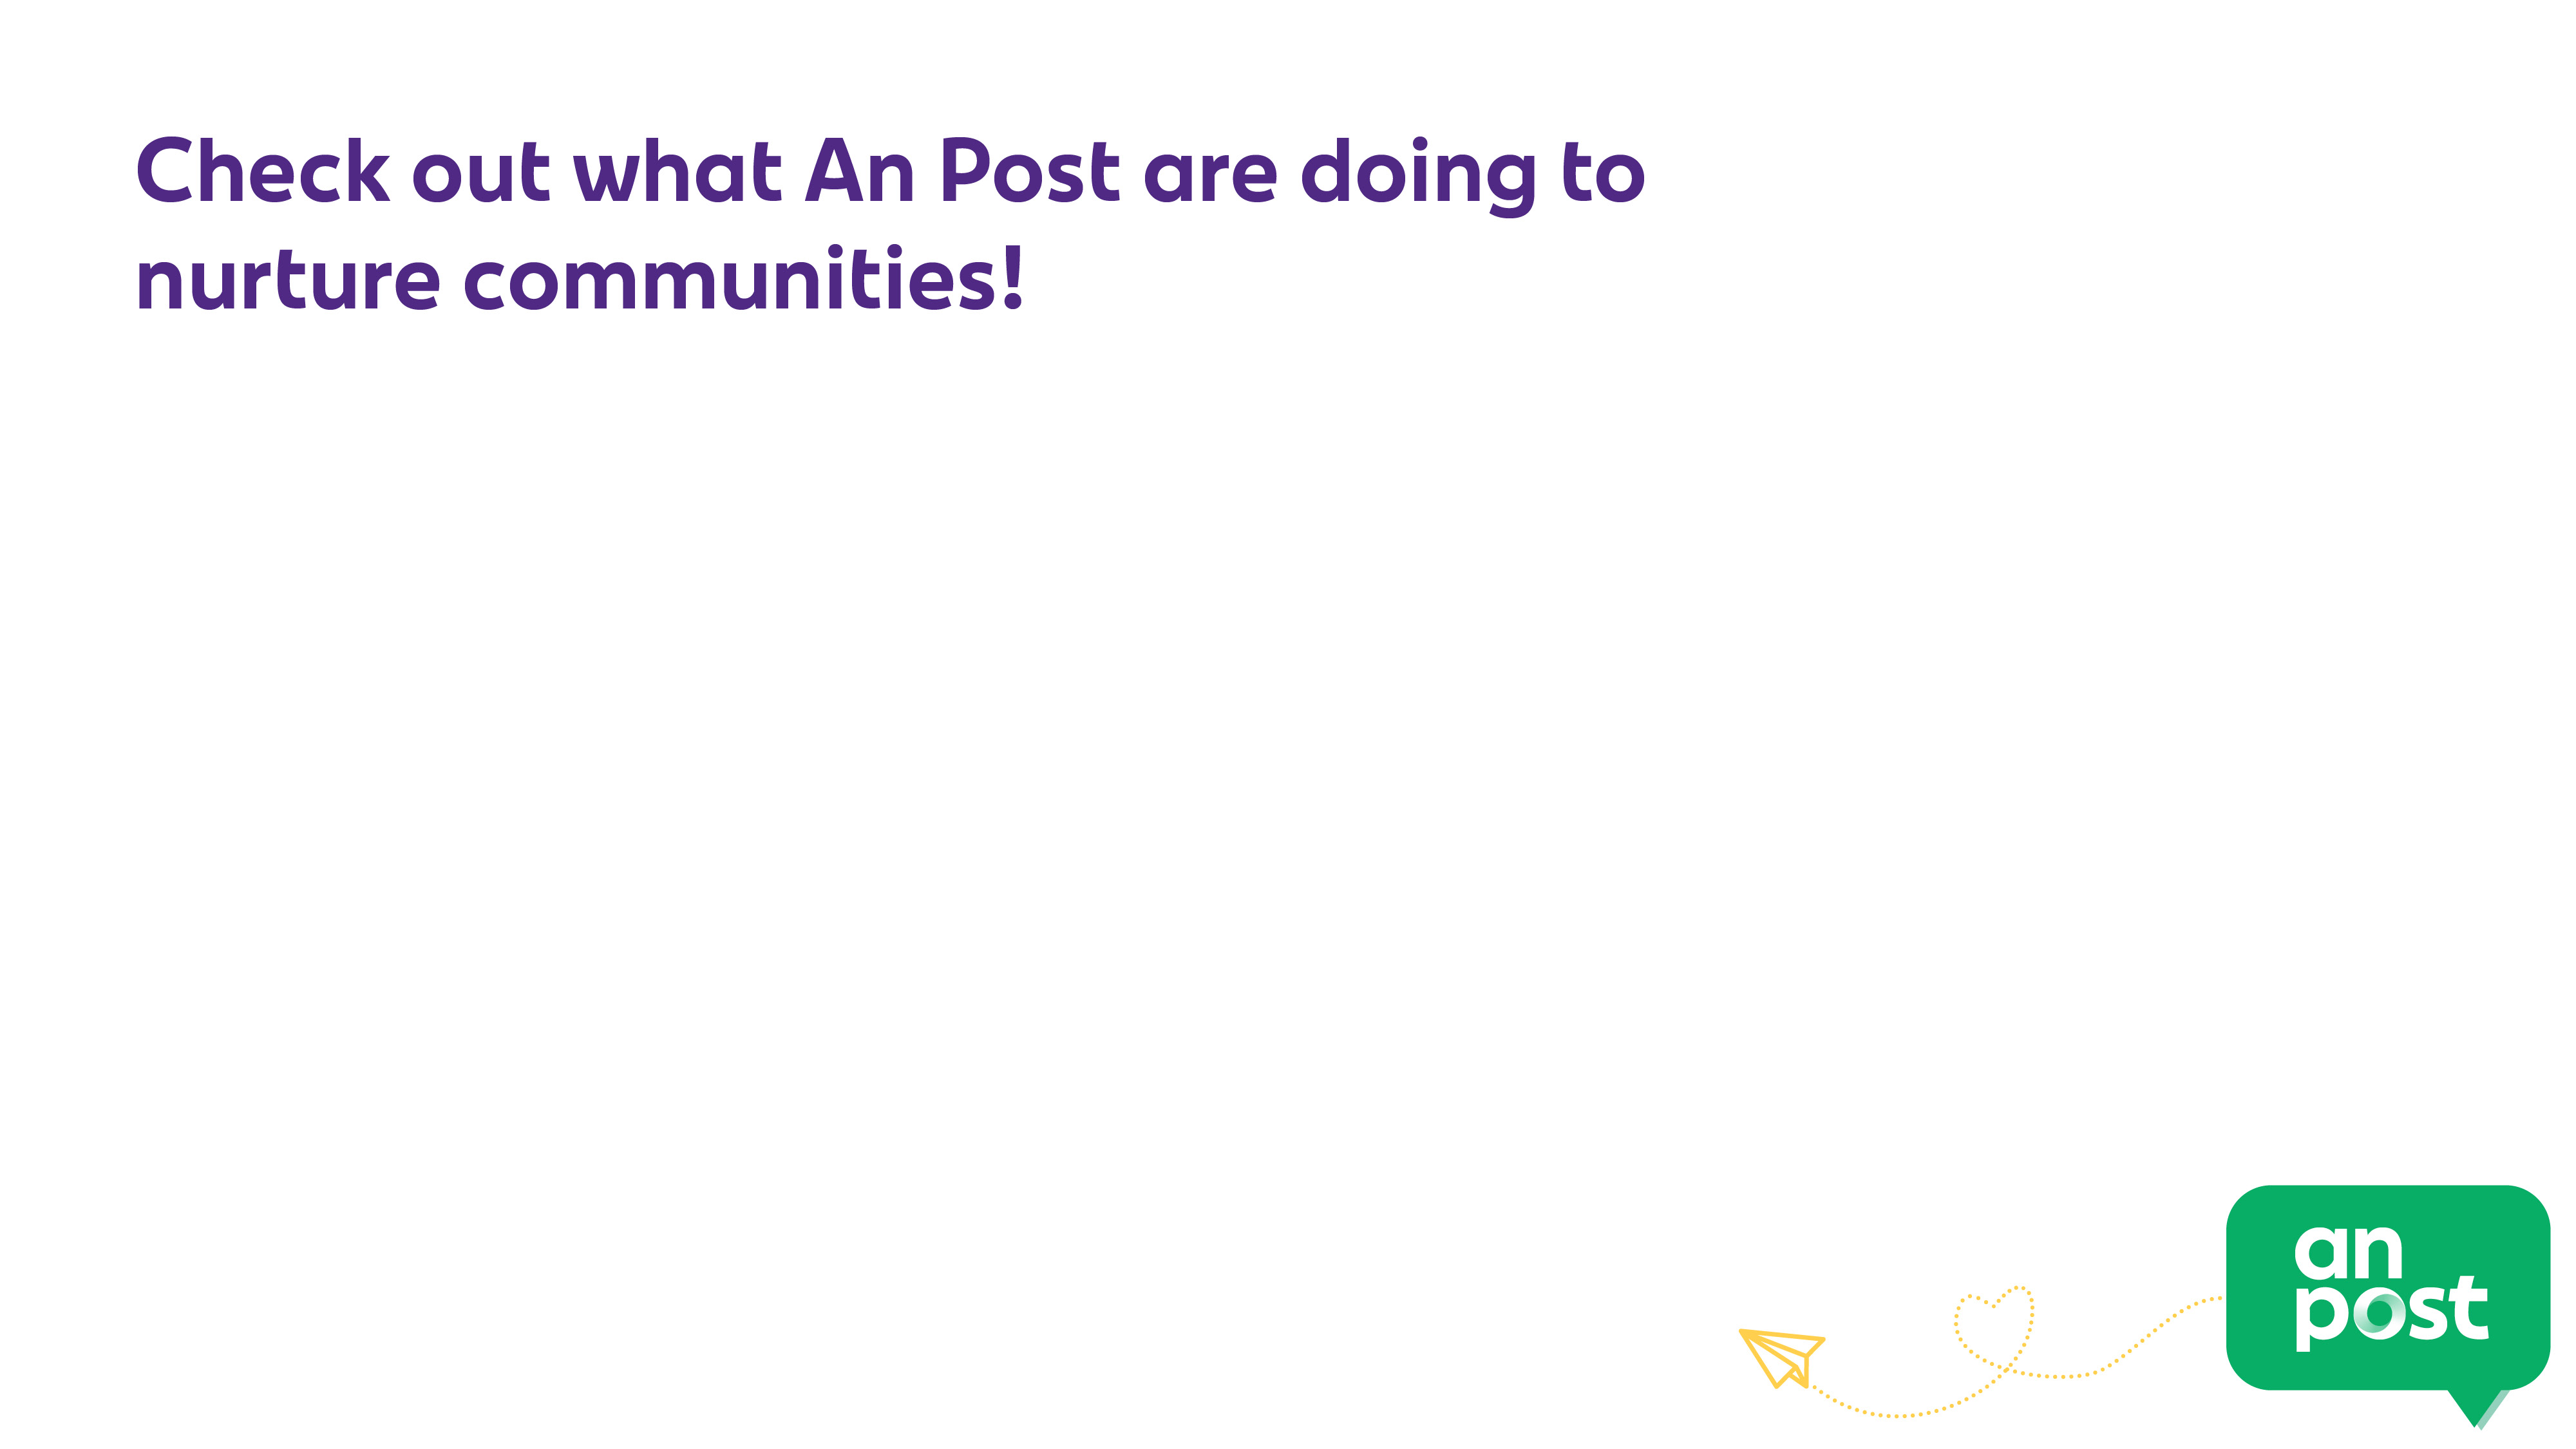 Check out what An Post are doing to
nurture communities!
an
post